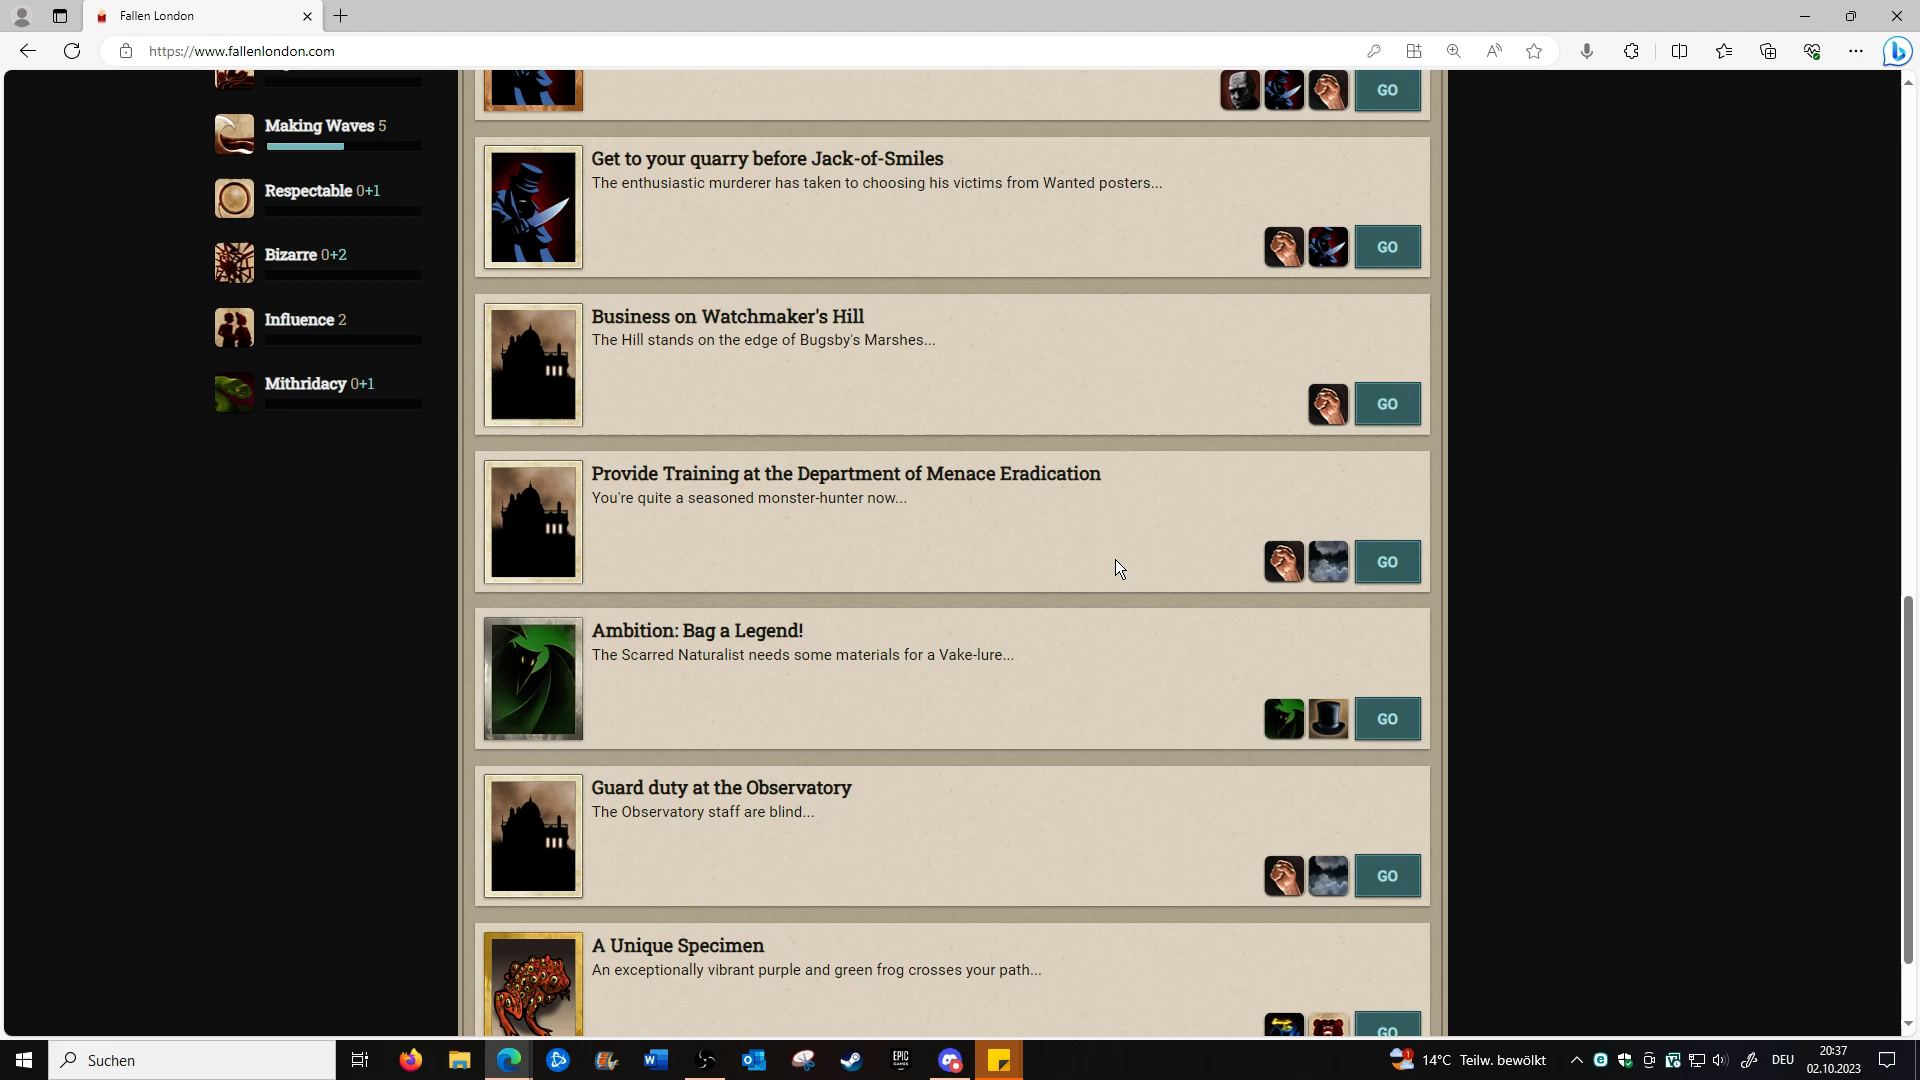 Fallen London
https://www.fallenlondon.com
GO
Making Waves 5
Respectable 0+1
Bizarre 0+2
Influence 2
Mithridacy 0+1
Get to your quarry before Jack-of-Smiles
The enthusiastic murderer has taken to choosing his victims from Wanted posters...
GO
Business on Watchmaker's Hill
The Hill stands on the edge of Bugsby's Marshes...
GO
Provide Training at the Department of Menace Eradication
You're quite a seasoned monster-hunter now...
GO
Ambition: Bag a Legend!
The Scarred Naturalist needs some materials for a Vake-lure...
GO
Guard duty at the Observatory
The Observatory staff are blind...
GO
A Unique Specimen
An exceptionally vibrant purple and green frog crosses your path...
GO
Suchen
EPIC GAMES
1
14°C Teilw. bewölkt
DEU
20:37
02.10.2023